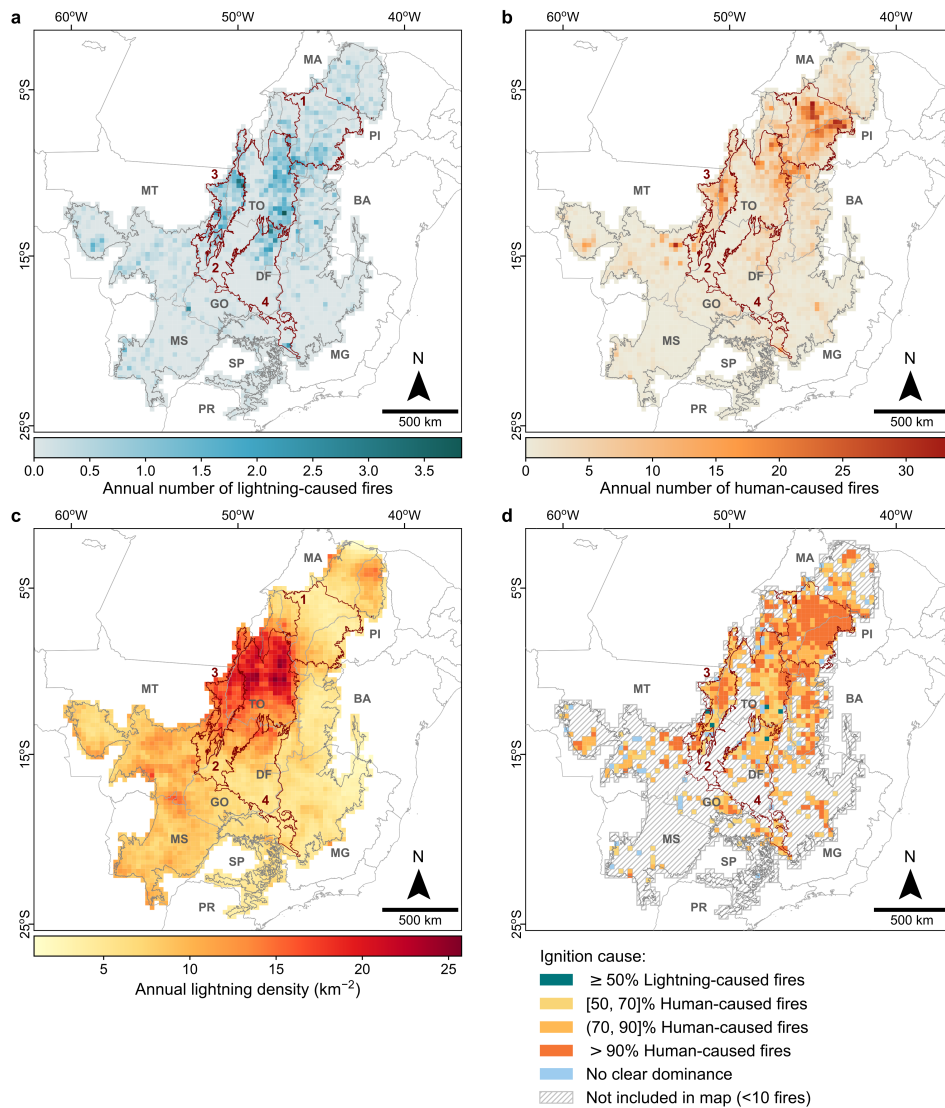 a
60°W
50°W
40°W
5°S
15°S
25°S
MA
PI
BA
MT
TO
DF
GO
MS
SP
MG
PR
1
2
3
4
N
500 km
0.0 0.5 1.0 1.5 2.0 2.5 3.0 3.5
Annual number of lightning-caused fires
b
60°W
50°W
40°W
5°S
15°S
25°S
MA
PI
BA
MT
TO
DF
GO
MS
SP
MG
PR
1
2
3
4
N
500 km
0 5 10 15 20 25 30
Annual number of human-caused fires
c
60°W
50°W
40°W
5°S
15°S
25°S
MA
PI
BA
MT
TO
DF
GO
MS
SP
MG
PR
1
2
3
4
N
500 km
5 10 15 20 25
Annual lightning density (km⁻²)
d
60°W
50°W
40°W
5°S
15°S
25°S
MA
PI
BA
MT
TO
DF
GO
MS
SP
MG
PR
1
2
3
4
N
500 km
Ignition cause:
≥ 50% Lightning-caused fires
[50, 70]% Human-caused fires
(70, 90]% Human-caused fires
> 90% Human-caused fires
No clear dominance
Not included in map (<10 fires)